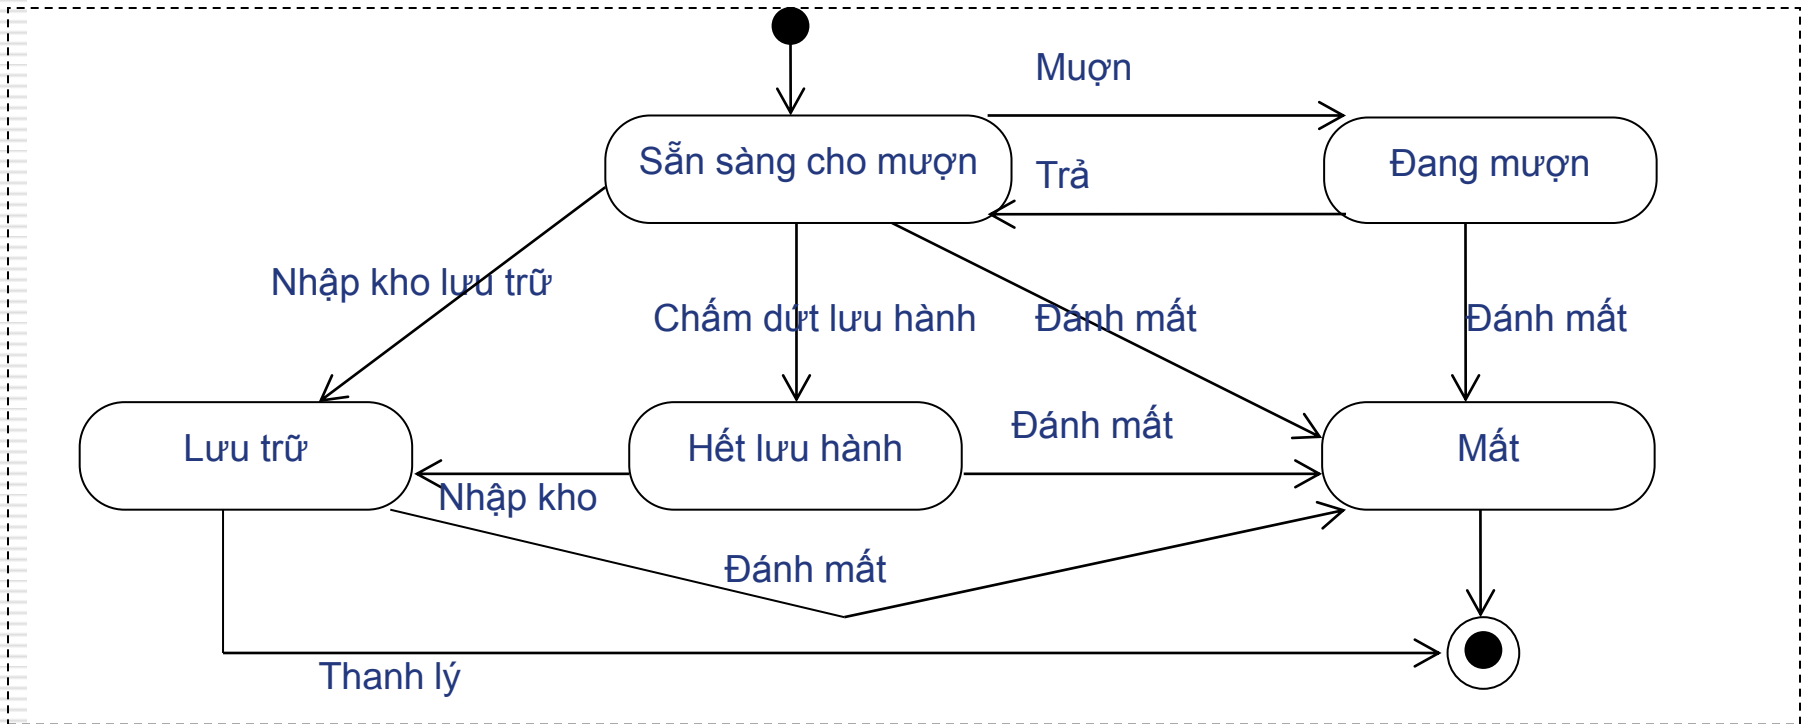 Muợn
Sẵn sàng cho mượn
Trả
Đang mượn
Nhập kho lưu trữ
Chấm dứt lưu hành
Đánh mất
Đánh mất
Lưu trữ
Hết lưu hành
Đánh mất
Mất
Nhập kho
Đánh mất
Thanh lý